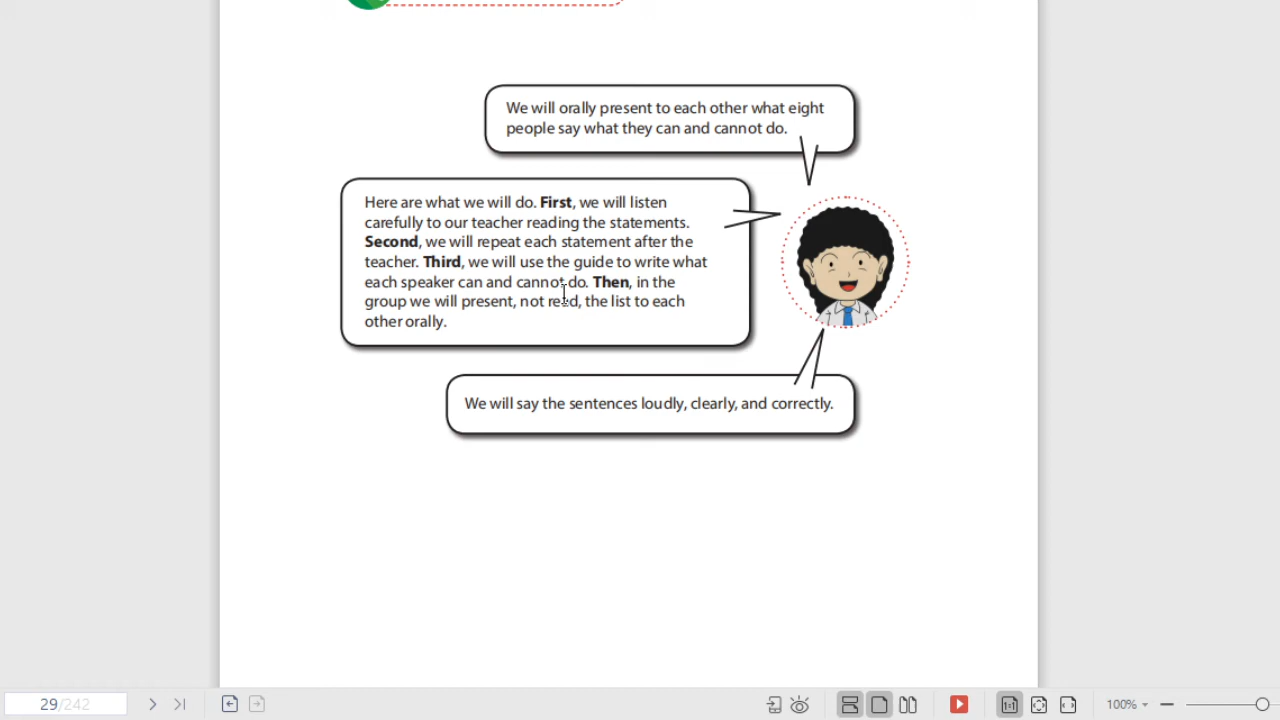 We will orally present to each other what eight
people say what they can and cannot do.
Here are what we will do. First, we will listen
carefully to our teacher reading the statements.
Second, we will repeat each statement after the
teacher. Third, we will use the guide to write what
each speaker can and cannot do. Then, in the
group we will present, not read, the list to each
other orally.
We will say the sentences loudly, clearly, and correctly.
29/242
100%